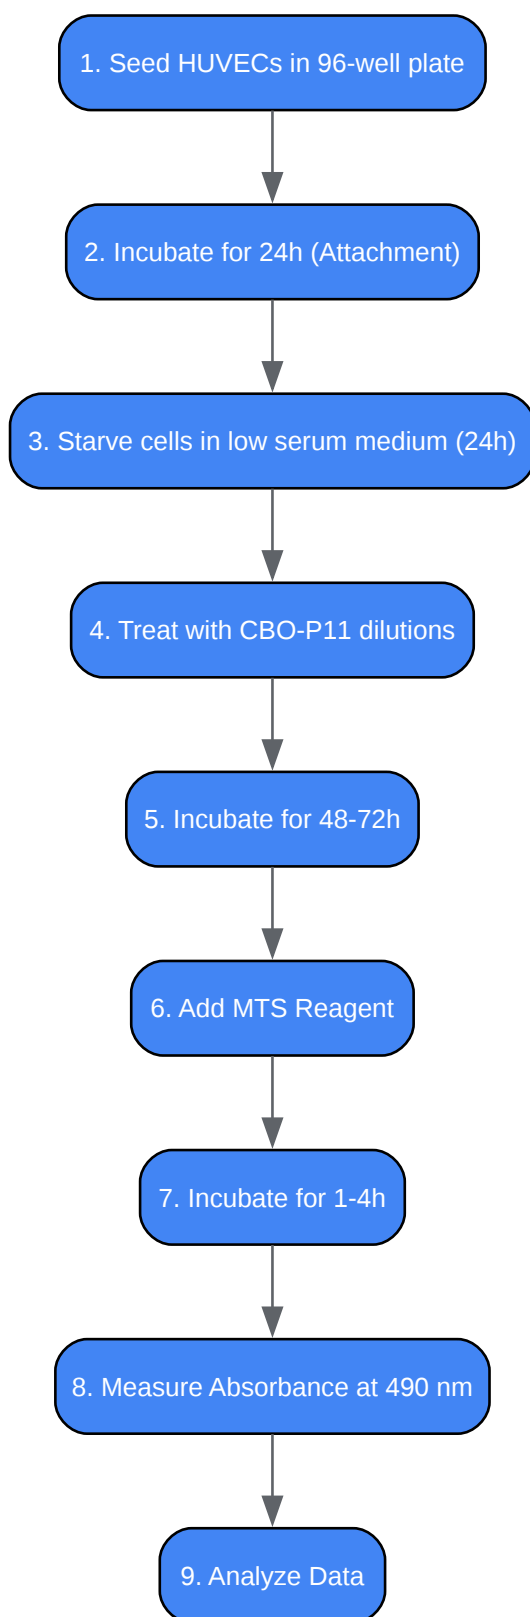 1. Seed HUVECs in 96-well plate
2. Incubate for 24h (Attachment)
3. Starve cells in low serum medium (24h)
4. Treat with CBO-P11 dilutions
5. Incubate for 48-72h
6. Add MTS Reagent
7. Incubate for 1-4h
8. Measure Absorbance at 490 nm
9. Analyze Data